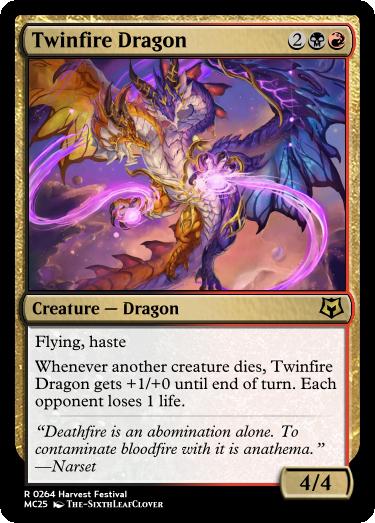 Twinfire Dragon 2
Creature — Dragon
Flying, haste
Whenever another creature dies, Twinfire
Dragon gets +1/+0 until end of turn. Each
opponent loses 1 life.
“Deathfire is an abomination alone. To
contaminate bloodfire with it is anathema.”
—Narset
4/4
R 0264 Harvest Festival
MC25 The-SixthLeafClover